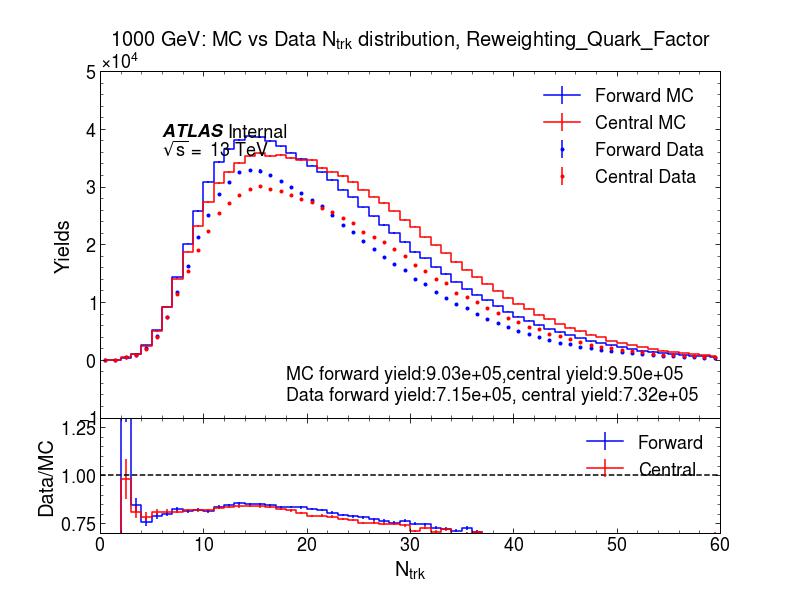 1000 GeV: MC vs Data N_trk distribution, Reweighting_Quark_Factor
×10⁴
5
4
3
2
1
0
−1
Yields
ATLAS Internal
√s = 13 TeV
Forward MC
Central MC
Forward Data
Central Data
MC forward yield:9.03e+05,central yield:9.50e+05
Data forward yield:7.15e+05, central yield:7.32e+05
1.25
1.00
0.75
Data/MC
Forward
Central
0 10 20 30 40 50 60
N_trk